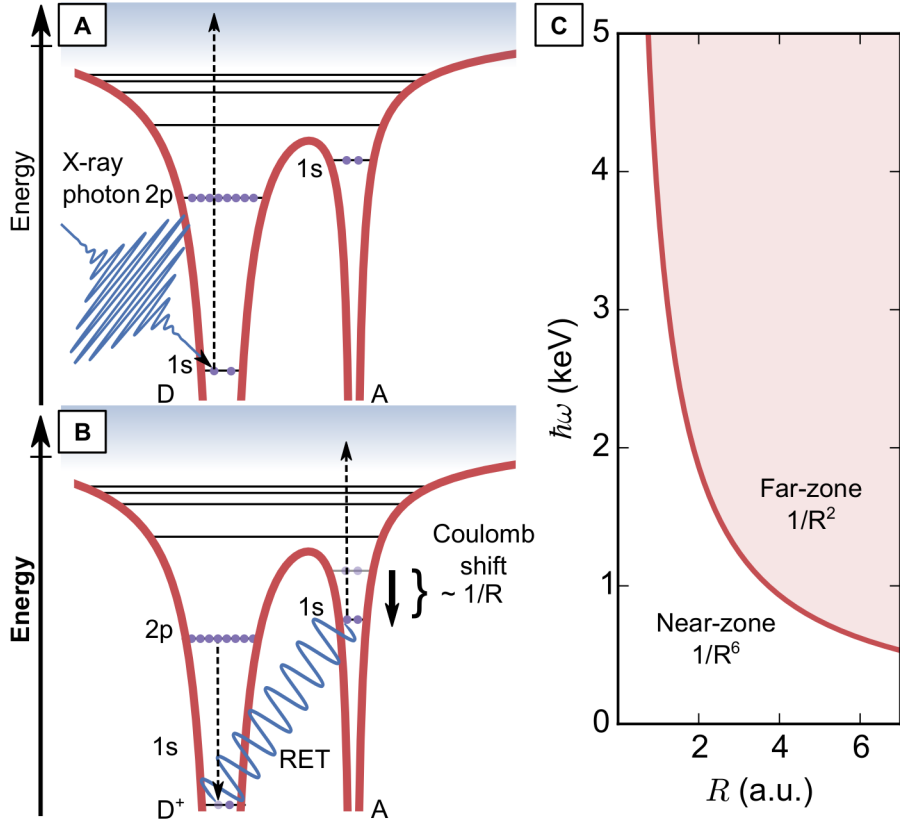 A
Energy
X-ray
photon
2p
1s
1s
D
A
B
Energy
Coulomb
shift
~ 1/R
1s
2p
1s
RET
D⁺
A
C
ħω (keV)
5
4
3
2
1
0
Far-zone
1/R²
Near-zone
1/R⁶
2 4 6
R (a.u.)